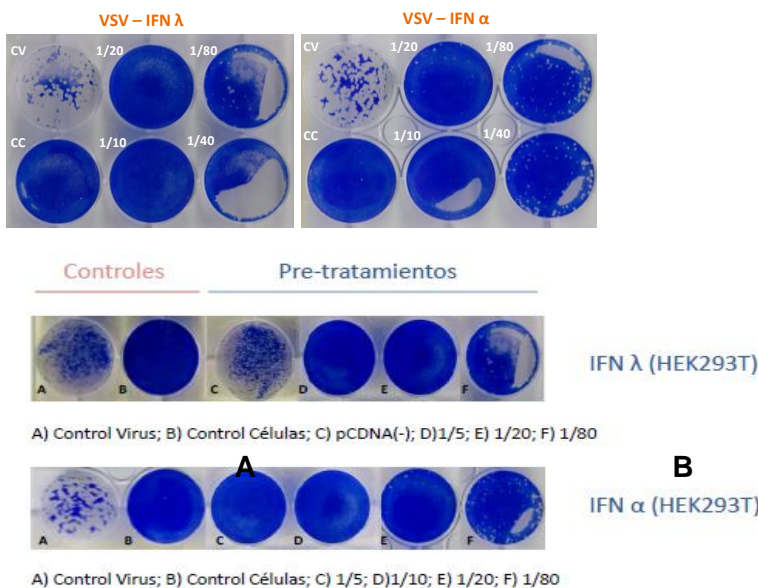 VSV – IFN λ
VSV – IFN α
CV 1/20 1/80
CC 1/10 1/40
CV 1/20 1/80
CC 1/10 1/40
Controles
Pre-tratamientos
A B C D E F
IFN λ (HEK293T)
A) Control Virus; B) Control Células; C) pCDNA(-); D)1/5; E) 1/20; F) 1/80
A
B
A B C D E F
IFN α (HEK293T)
A) Control Virus; B) Control Células; C) 1/5; D)1/10; E) 1/20; F) 1/80